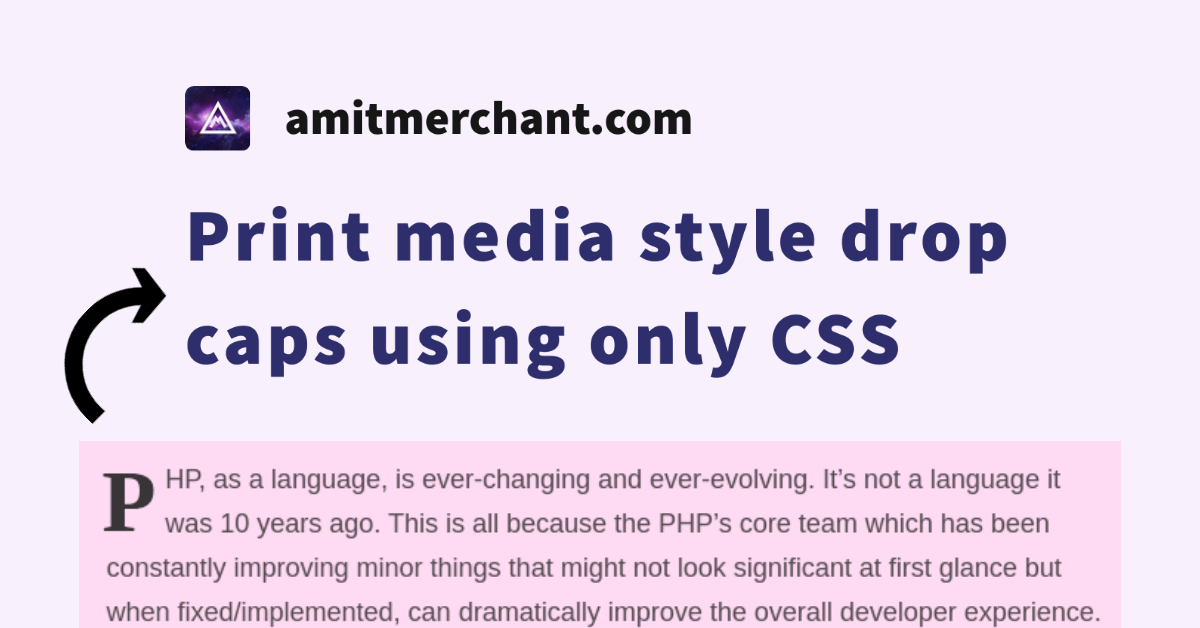 amitmerchant.com
Print media style drop
caps using only CSS
PHP, as a language, is ever-changing and ever-evolving. It’s not a language it
was 10 years ago. This is all because the PHP’s core team which has been
constantly improving minor things that might not look significant at first glance but
when fixed/implemented, can dramatically improve the overall developer experience.